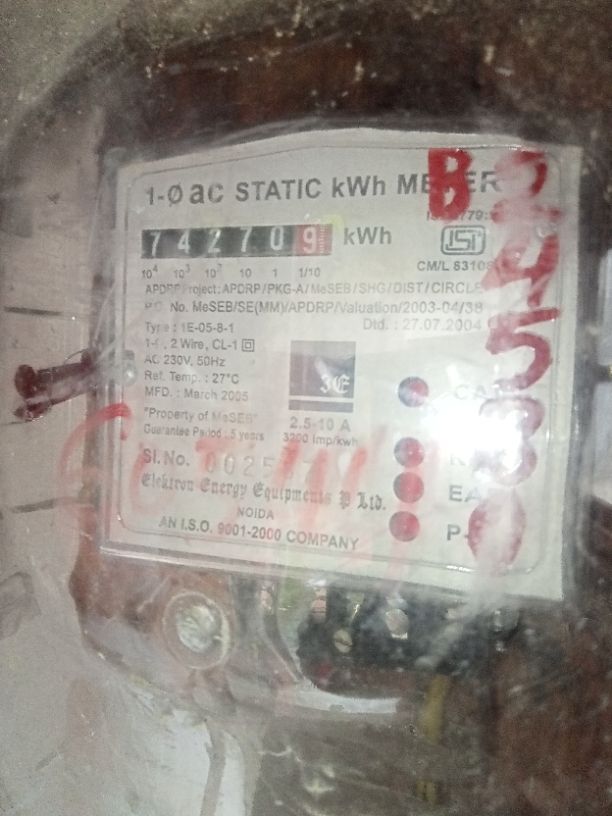 1-Ø ac STATIC kWh METER
742709 kWh
10⁴ 10³ 10² 10 1 1/10
ISI
CM/L 8310
APDRP Project: APDRP/PKG-A/MeSEB/SHG/DIST/CIRCLE
P.O. No. MeSEB/SE(MM)/APDRP/Valuation/2003-04/38
Dtd. : 27.07.2004
Type : 1E-05-8-1
2 Wire, CL-1
AC 230V, 50Hz
Ref. Temp. : 27°C
MFD. : March 2005
"Property of MeSEB"
Guarantee Period : 5 years
JE
2.5-10 A
3200 imp/kwh
Sl. No.
Elektron Energy Equipments P Ltd.
NOIDA
AN I.S.O. 9001-2000 COMPANY
EA
P-
B